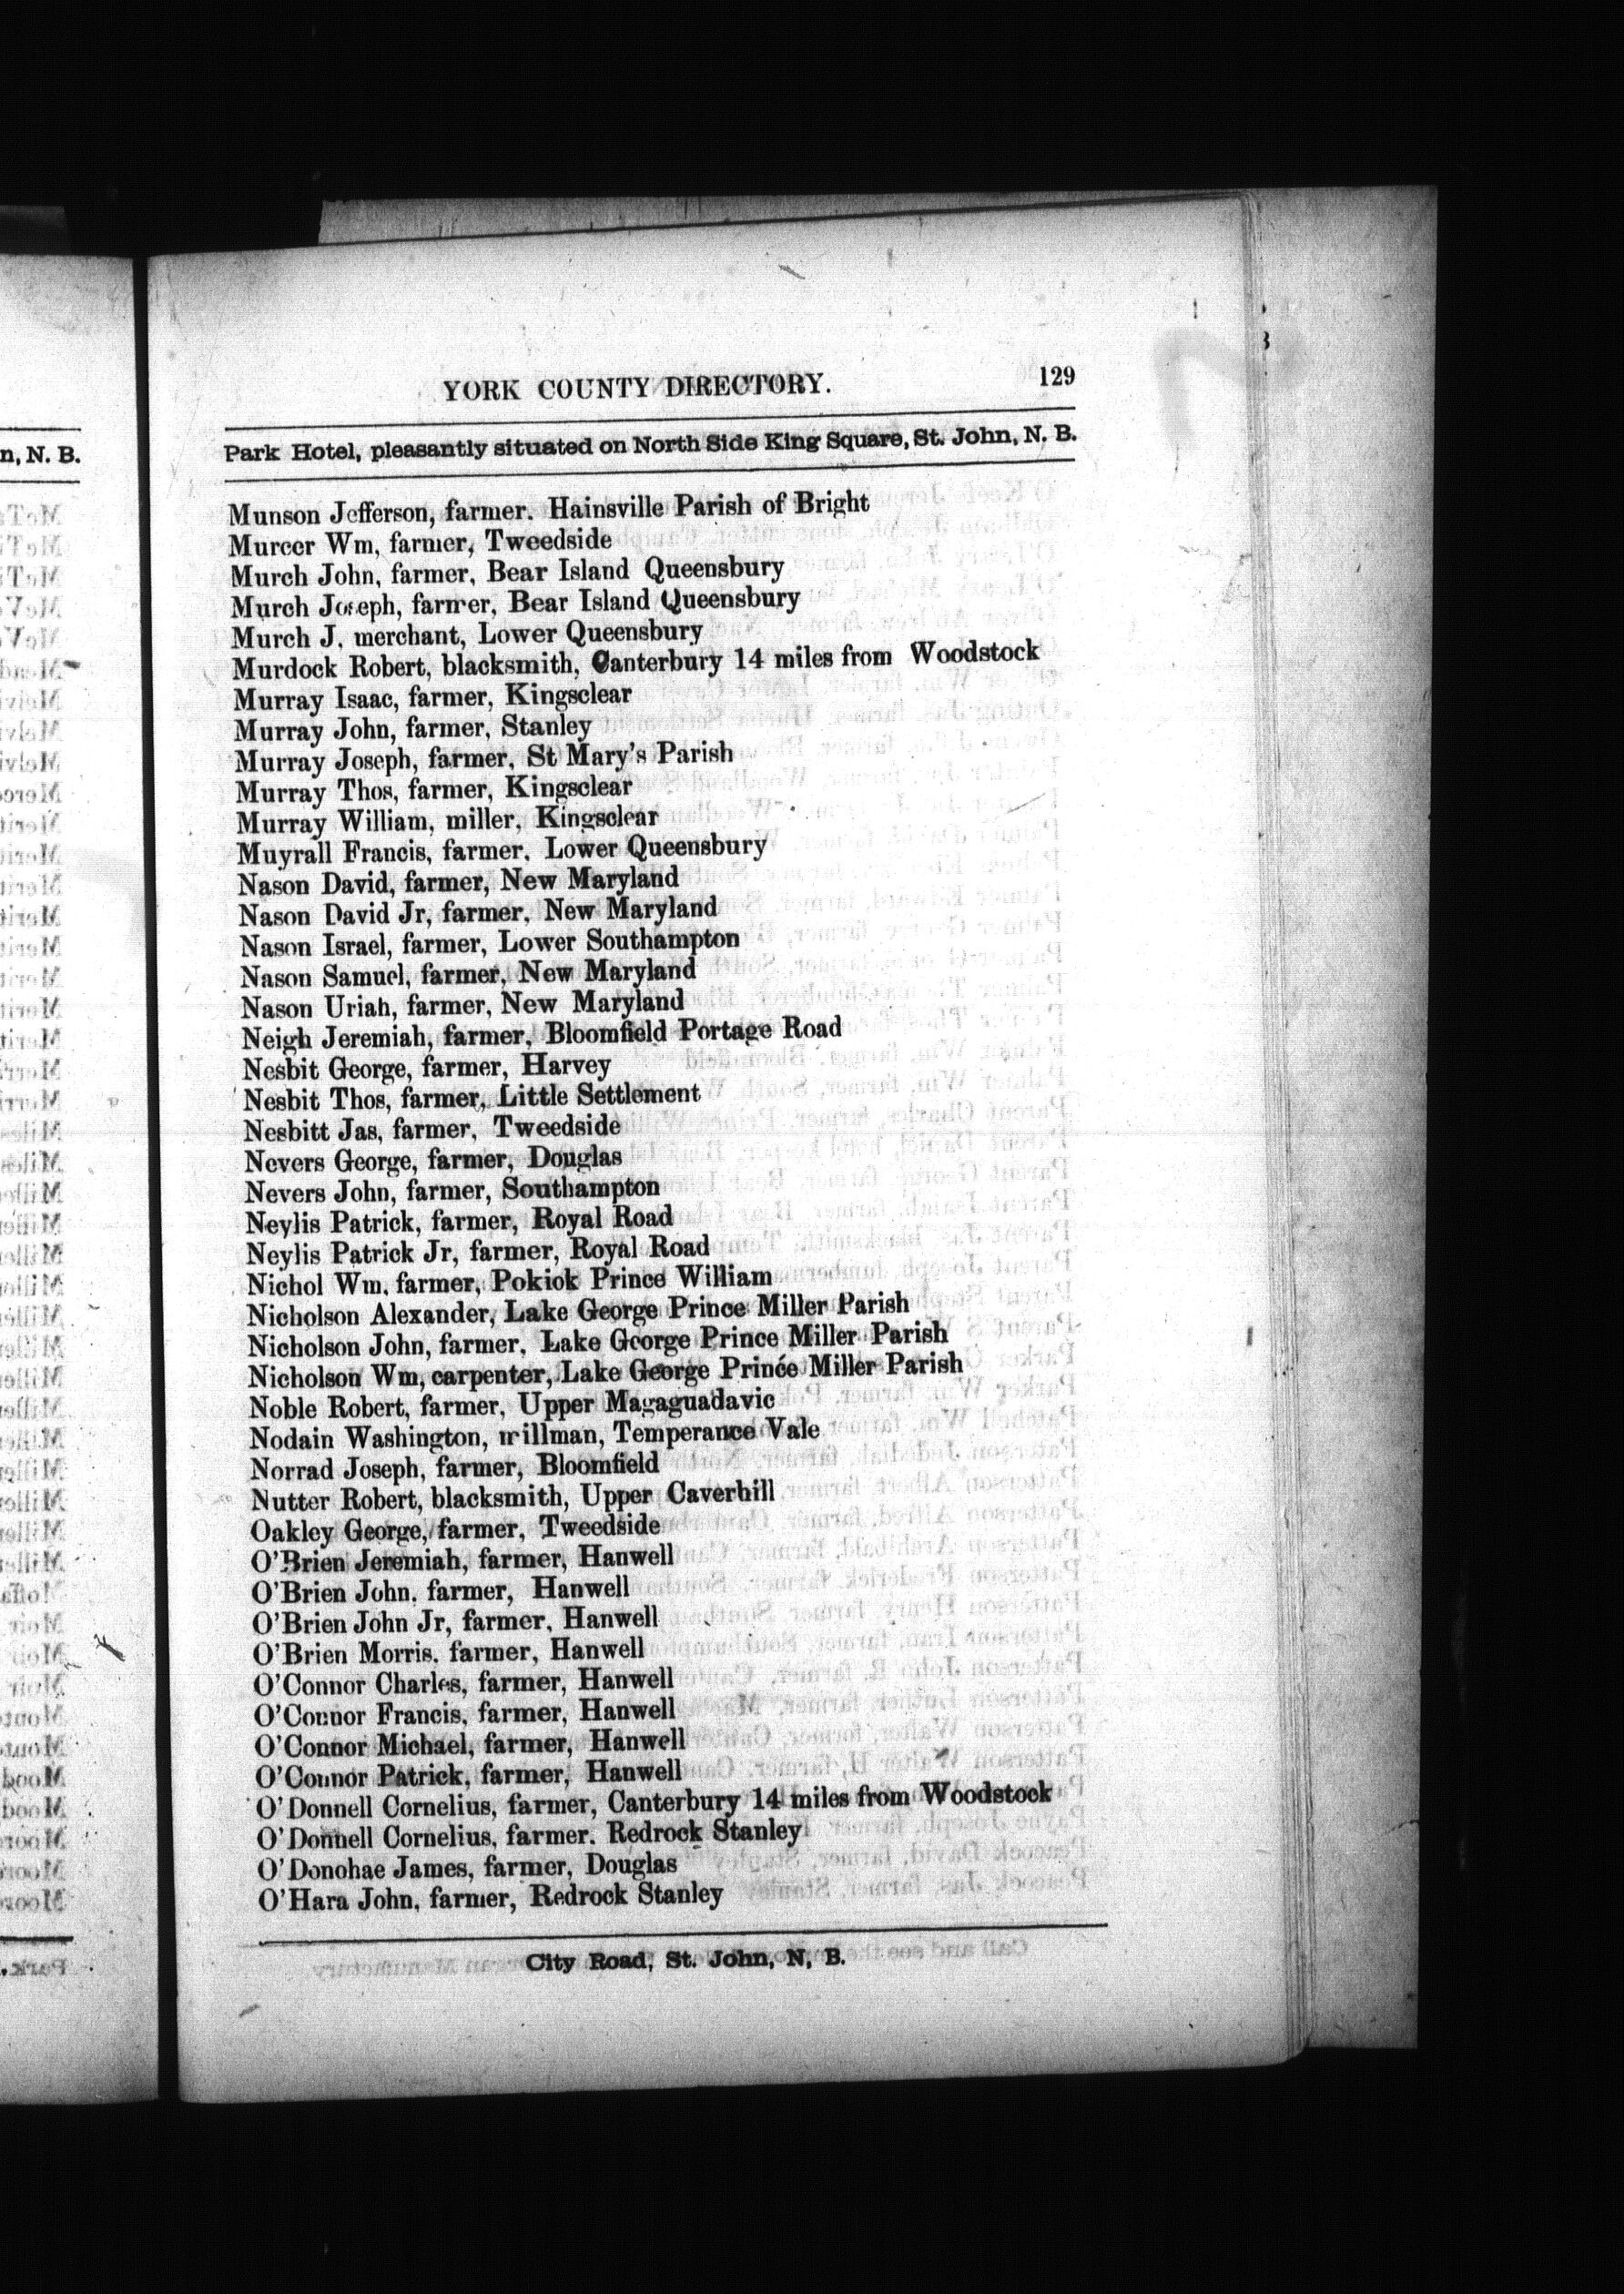 YORK COUNTY DIRECTORY. 129
Park Hotel, pleasantly situated on North Side King Square, St. John, N. B.
Munson Jefferson, farmer. Hainsville Parish of Bright
Murcer Wm, farmer, Tweedside
Murch John, farmer, Bear Island Queensbury
Murch Joseph, farmer, Bear Island Queensbury
Murch J. merchant, Lower Queensbury
Murdock Robert, blacksmith, Canterbury 14 miles from Woodstock
Murray Isaac, farmer, Kingsclear
Murray John, farmer, Stanley
Murray Joseph, farmer, St Mary's Parish
Murray Thos, farmer, Kingsclear
Murray William, miller, Kingsclear
Muyrall Francis, farmer. Lower Queensbury
Nason David, farmer, New Maryland
Nason David Jr, farmer, New Maryland
Nason Israel, farmer, Lower Southampton
Nason Samuel, farmer, New Maryland
Nason Uriah, farmer, New Maryland
Neigh Jeremiah, farmer, Bloomfield Portage Road
Nesbit George, farmer, Harvey
Nesbit Thos, farmer, Little Settlement
Nesbitt Jas, farmer, Tweedside
Nevers George, farmer, Douglas
Nevers John, farmer, Southampton
Neylis Patrick, farmer, Royal Road
Neylis Patrick Jr, farmer, Royal Road
Nichol Wm, farmer, Pokiok Prince William
Nicholson Alexander, Lake George Prince Miller Parish
Nicholson John, farmer, Lake George Prince Miller Parish
Nicholson Wm, carpenter, Lake George Prince Miller Parish
Noble Robert, farmer, Upper Magaguadavic
Nodain Washington, millman, Temperance Vale
Norrad Joseph, farmer, Bloomfield
Nutter Robert, blacksmith, Upper Caverhill
Oakley George, farmer, Tweedside
O'Brien Jeremiah, farmer, Hanwell
O'Brien John, farmer, Hanwell
O'Brien John Jr, farmer, Hanwell
O'Brien Morris. farmer, Hanwell
O'Connor Charles, farmer, Hanwell
O'Connor Francis, farmer, Hanwell
O'Connor Michael, farmer, Hanwell
O'Connor Patrick, farmer, Hanwell
O'Donnell Cornelius, farmer, Canterbury 14 miles from Woodstock
O'Donnell Cornelius, farmer. Redrock Stanley
O'Donohae James, farmer, Douglas
O'Hara John, farmer, Redrock Stanley
City Road, St. John, N, B.
n, N. B.